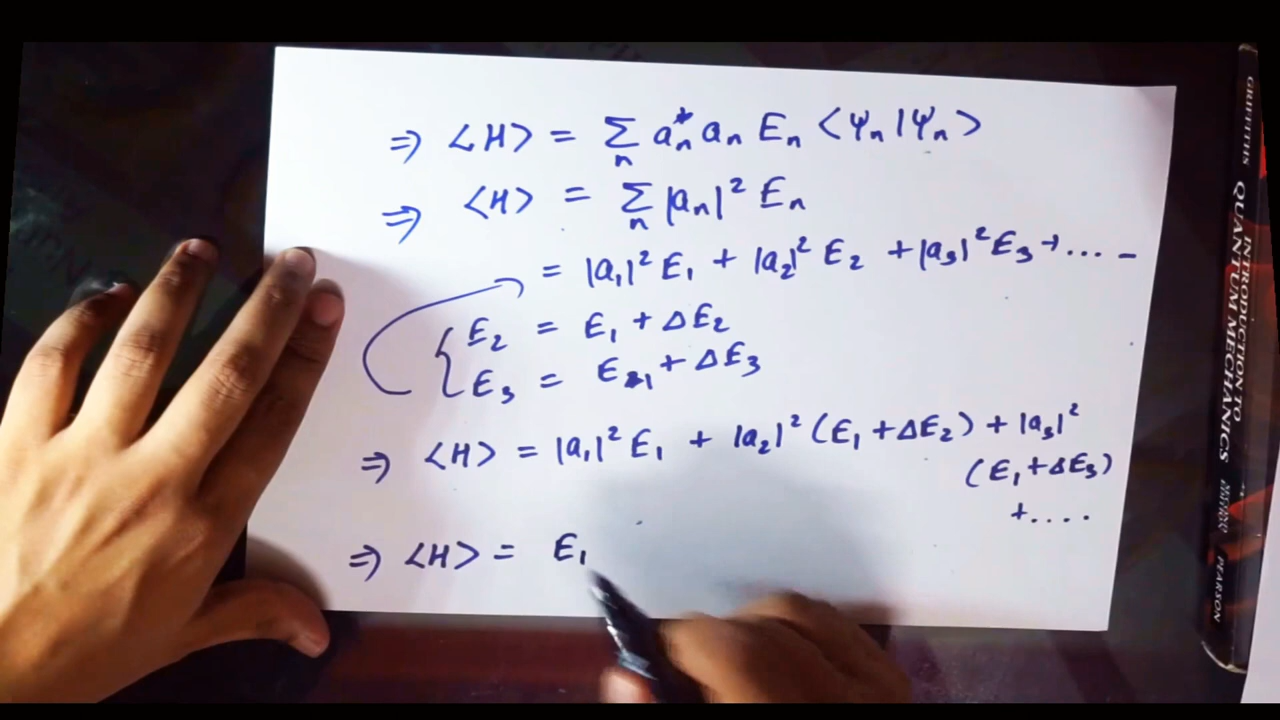 ⇒ <H> = Σn an* an En <ψn|ψn>
⇒ <H> = Σn |an|² En
= |a1|² E1 + |a2|² E2 + |a3|² E3 + .... -
E2 = E1 + ΔE2
E3 = E1 + ΔE3
⇒ <H> = |a1|² E1 + |a2|² (E1 + ΔE2) + |a3|²
(E1 + ΔE3)
+ ....
⇒ <H> = E1
GRIFFITHS
INTRODUCTION TO
QUANTUM MECHANICS
PEARSON